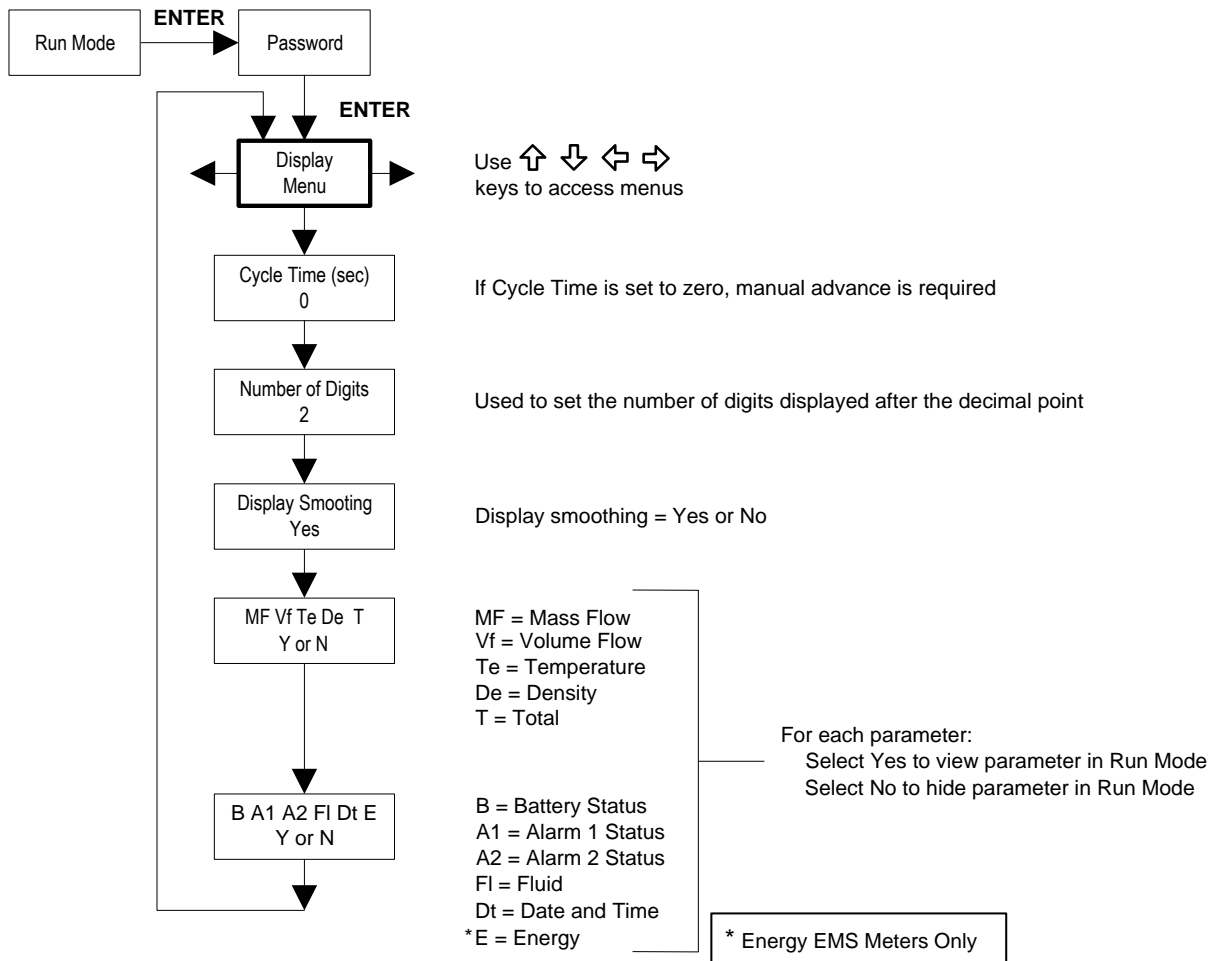 ENTER
Run Mode
Password
ENTER
Display
Menu
Use
keys to access menus
Cycle Time (sec)
0
If Cycle Time is set to zero, manual advance is required
Number of Digits
2
Used to set the number of digits displayed after the decimal point
Display Smooting
Yes
Display smoothing = Yes or No
MF Vf Te De T
Y or N
MF = Mass Flow
Vf = Volume Flow
Te = Temperature
De = Density
T = Total
For each parameter:
Select Yes to view parameter in Run Mode
Select No to hide parameter in Run Mode
B A1 A2 Fl Dt E
Y or N
B = Battery Status
A1 = Alarm 1 Status
A2 = Alarm 2 Status
Fl = Fluid
Dt = Date and Time
*E = Energy
* Energy EMS Meters Only